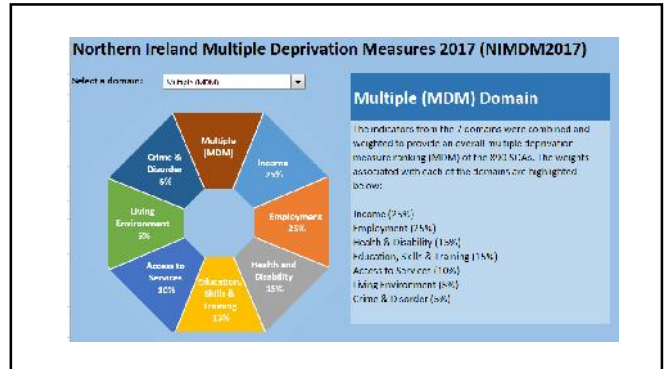 Northern Ireland Multiple Deprivation Measures 2017 (NIMDM2017)
Select a domain:
Multiple (MDM)
Multiple
(MDM)
Income
25%
Employment
25%
Health and
Disability
15%
Education,
Skills &
Training
15%
Access to
Services
10%
Living
Environment
5%
Crime &
Disorder
5%
Multiple (MDM) Domain
The indicators from the 7 domains were combined and
weighted to provide an overall multiple deprivation
measure ranking (MDM) of the 890 SOAs. The weights
associated with each of the domains are highlighted
below:
Income (25%)
Employment (25%)
Health & Disability (15%)
Education, Skills & Training (15%)
Access to Services (10%)
Living Environment (5%)
Crime & Disorder (5%)